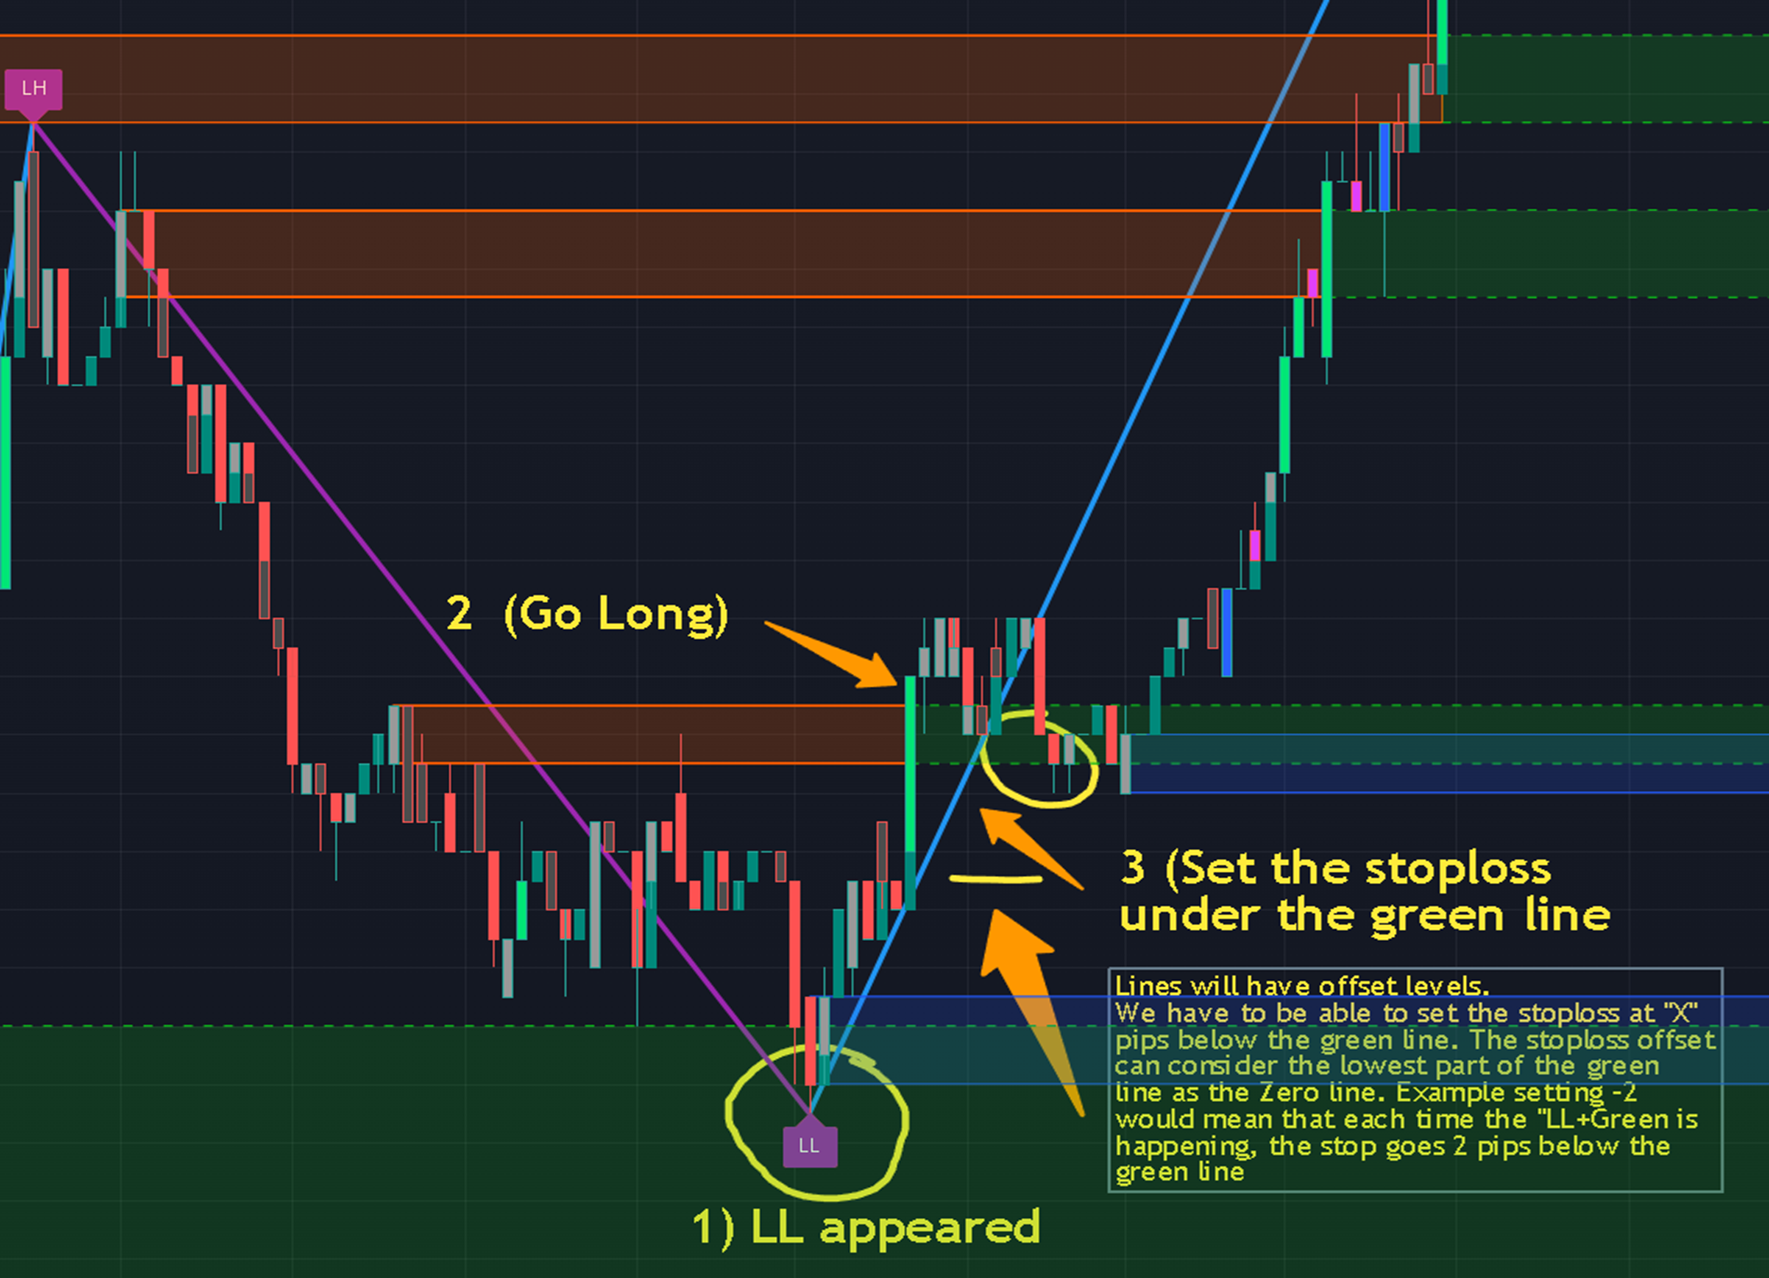 LH
2 (Go Long)
3 (Set the stoploss
under the green line
Lines will have offset levels.
We have to be able to set the stoploss at "X"
pips below the green line. The stoploss offset
can consider the lowest part of the green
line as the Zero line. Example setting -2
would mean that each time the "LL+Green is
happening, the stop goes 2 pips below the
green line
LL
1) LL appeared